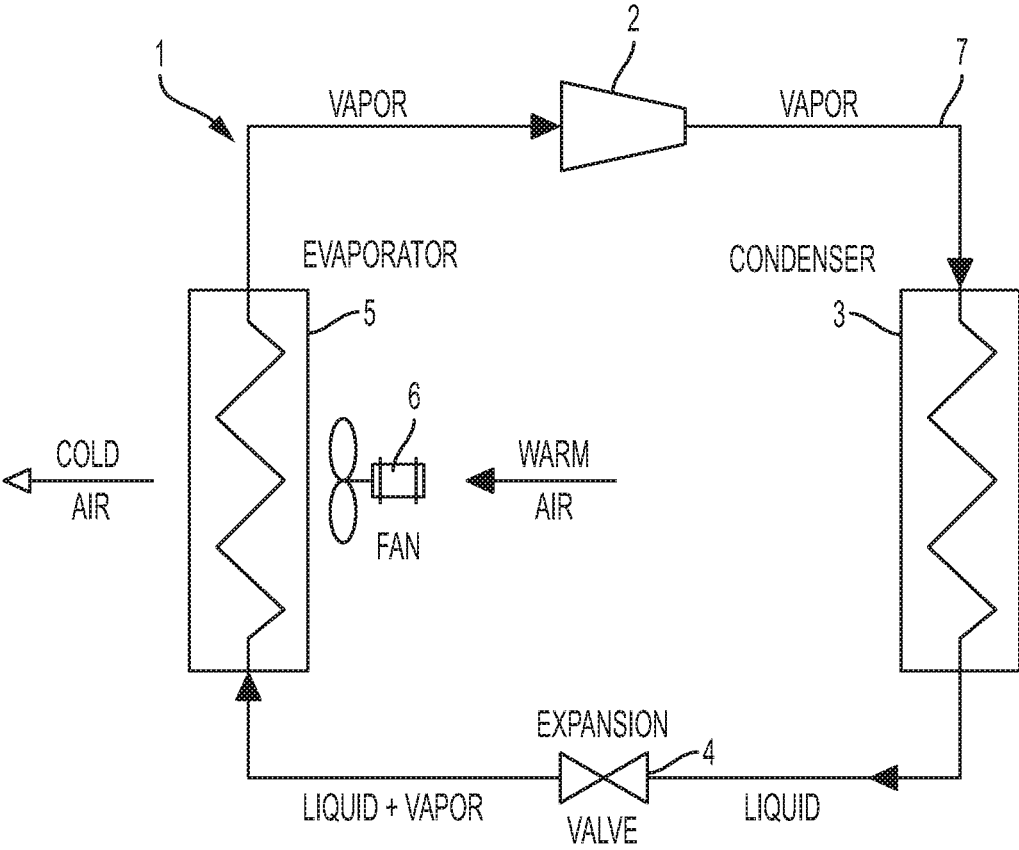 1
2
7
VAPOR
VAPOR
EVAPORATOR
CONDENSER
5
3
6
COLD
AIR
WARM
AIR
FAN
EXPANSION
4
LIQUID + VAPOR
LIQUID
VALVE